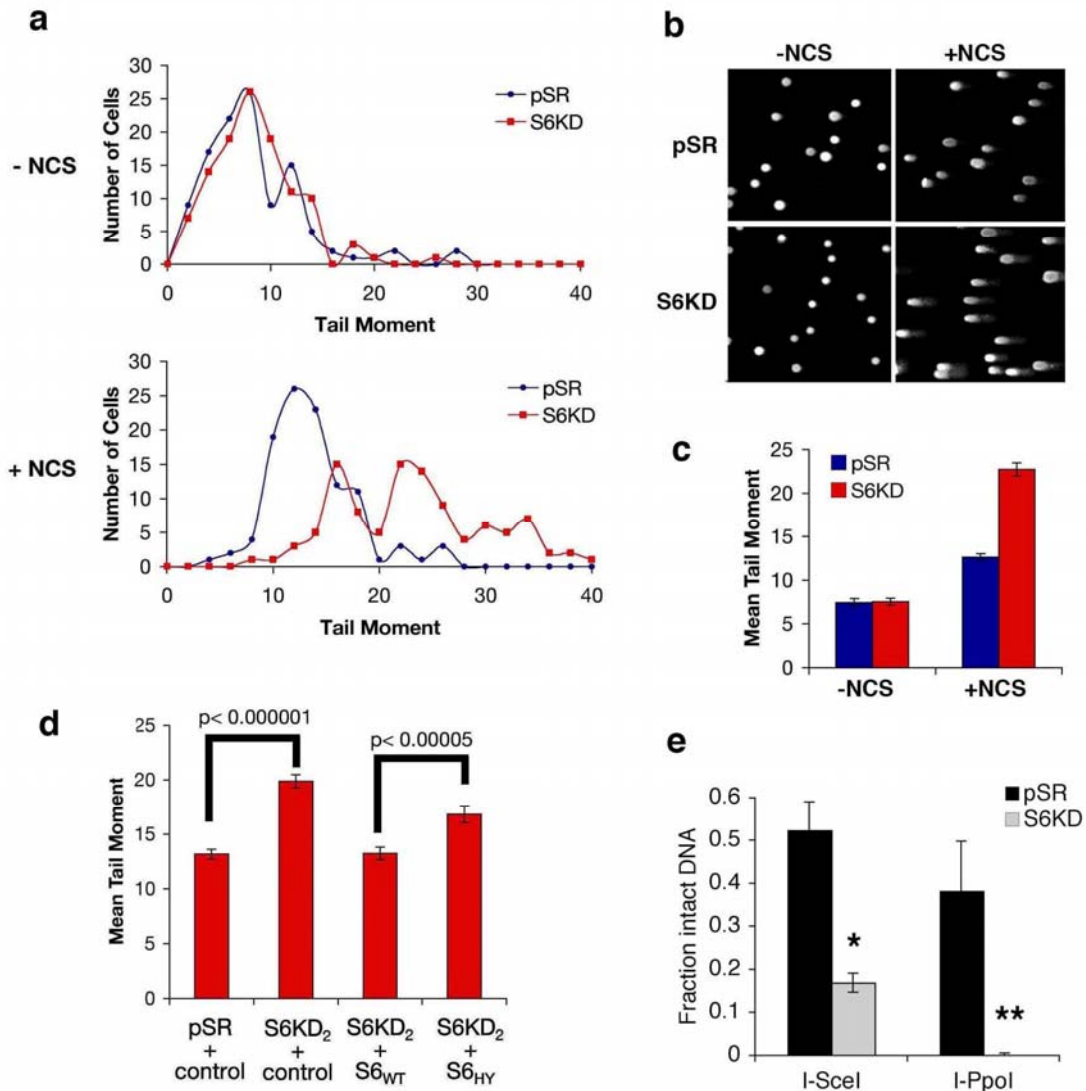 a
- NCS
Number of Cells
30
25
20
15
10
5
0
0 10 20 30 40
Tail Moment
pSR
S6KD
+ NCS
Number of Cells
30
25
20
15
10
5
0
0 10 20 30 40
Tail Moment
pSR
S6KD
b
-NCS +NCS
pSR
S6KD
c
Mean Tail Moment
25
20
15
10
5
0
pSR
S6KD
-NCS +NCS
d
Mean Tail Moment
25
20
15
10
5
0
p< 0.000001
p< 0.00005
pSR + control
S6KD₂ + control
S6KD₂ + S6WT
S6KD₂ + S6HY
e
Fraction intact DNA
0.6
0.5
0.4
0.3
0.2
0.1
0
pSR
S6KD
*
**
I-SceI I-PpoI